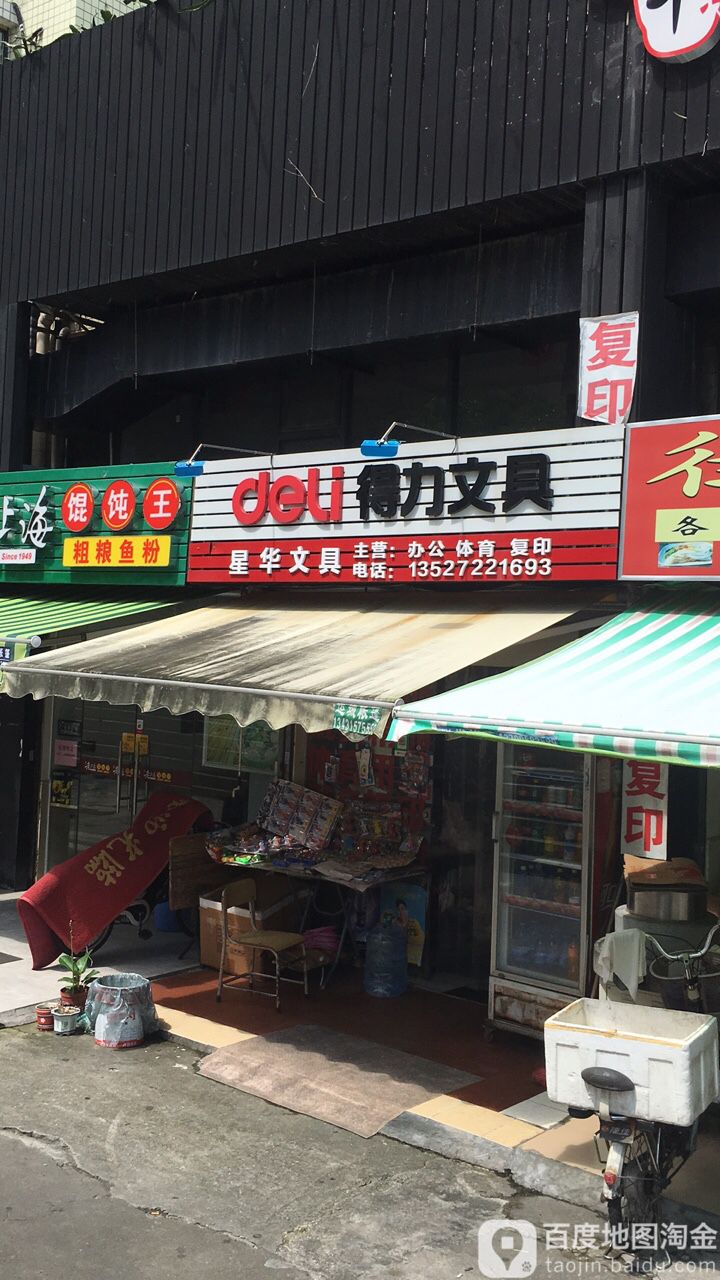 上海
Since 1949
馄饨王
粗粮鱼粉
deli 得力文具
星华文具
主营：办公 体育 复印
电话：13527221693
复印
各
复印
百度地图淘金
taojin.baidu.com